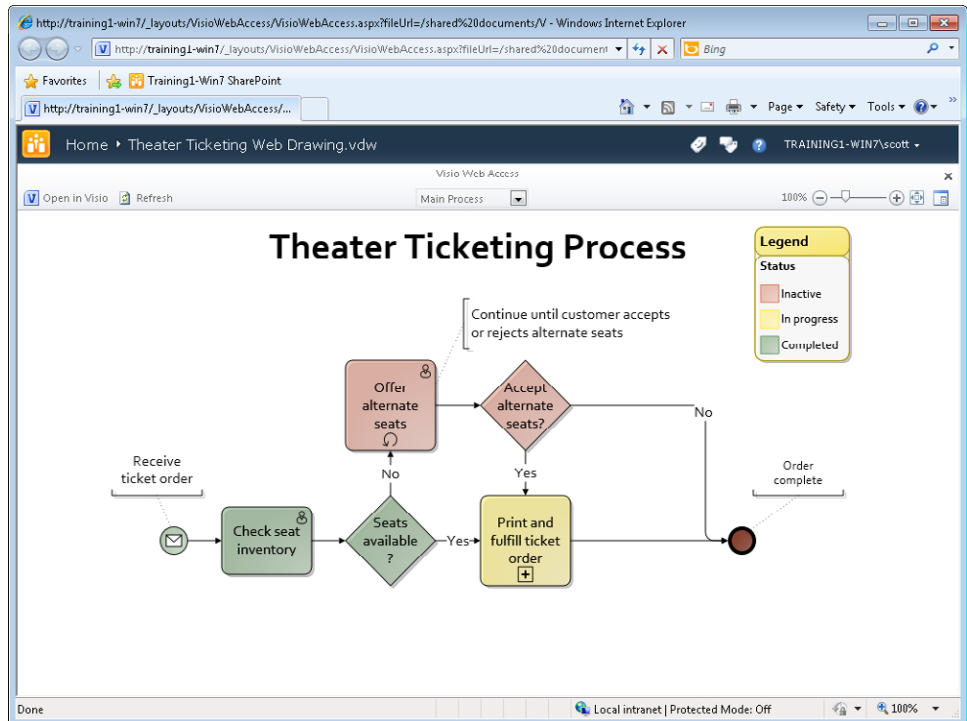 http://training1-win7/_layouts/VisioWebAccess/VisioWebAccess.aspx?fileUrl=/shared%20documents/V - Windows Internet Explorer
http://training1-win7/_layouts/VisioWebAccess/VisioWebAccess.aspx?fileUrl=/shared%20document
Bing
Favorites
Training1-Win7 SharePoint
http://training1-win7/_layouts/VisioWebAccess/...
Page
Safety
Tools
Home
Theater Ticketing Web Drawing.vdw
TRAINING1-WIN7\scott
Visio Web Access
Open in Visio
Refresh
Main Process
100%
Theater Ticketing Process
Legend
Status
Inactive
In progress
Completed
Continue until customer accepts
or rejects alternate seats
Offer
alternate
seats
Accept
alternate
seats?
No
Receive
ticket order
No
Yes
Order
complete
Check seat
inventory
Seats
available
?
Yes
Print and
fulfill ticket
order
Done
Local intranet | Protected Mode: Off
100%